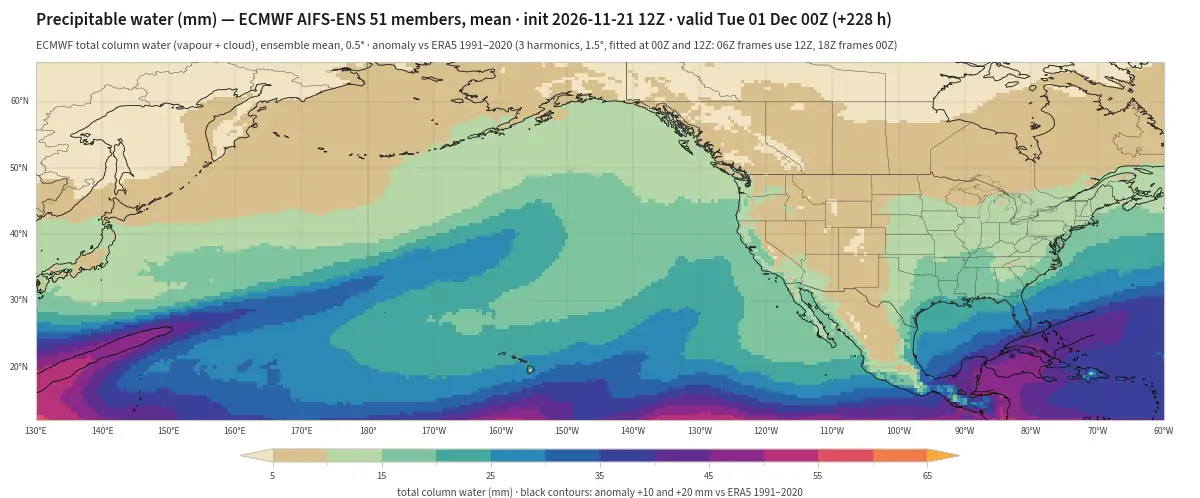 Precipitable water (mm) — ECMWF AIFS-ENS 51 members, mean · init 2026-11-21 12Z · valid Tue 01 Dec 00Z (+228 h)
ECMWF total column water (vapour + cloud), ensemble mean, 0.5° · anomaly vs ERA5 1991–2020 (3 harmonics, 1.5°, fitted at 00Z and 12Z: 06Z frames use 12Z, 18Z frames 00Z)
60°N
50°N
40°N
30°N
20°N
130°E 140°E 150°E 160°E 170°E 180° 170°W 160°W 150°W 140°W 130°W 120°W 110°W 100°W 90°W 80°W 70°W 60°W
5 15 25 35 45 55 65
total column water (mm) · black contours: anomaly +10 and +20 mm vs ERA5 1991–2020